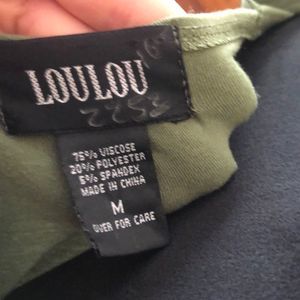 LOULOU
75% VISCOSE
20% POLYESTER
5% SPANDEX
MADE IN CHINA
M
OVER FOR CARE